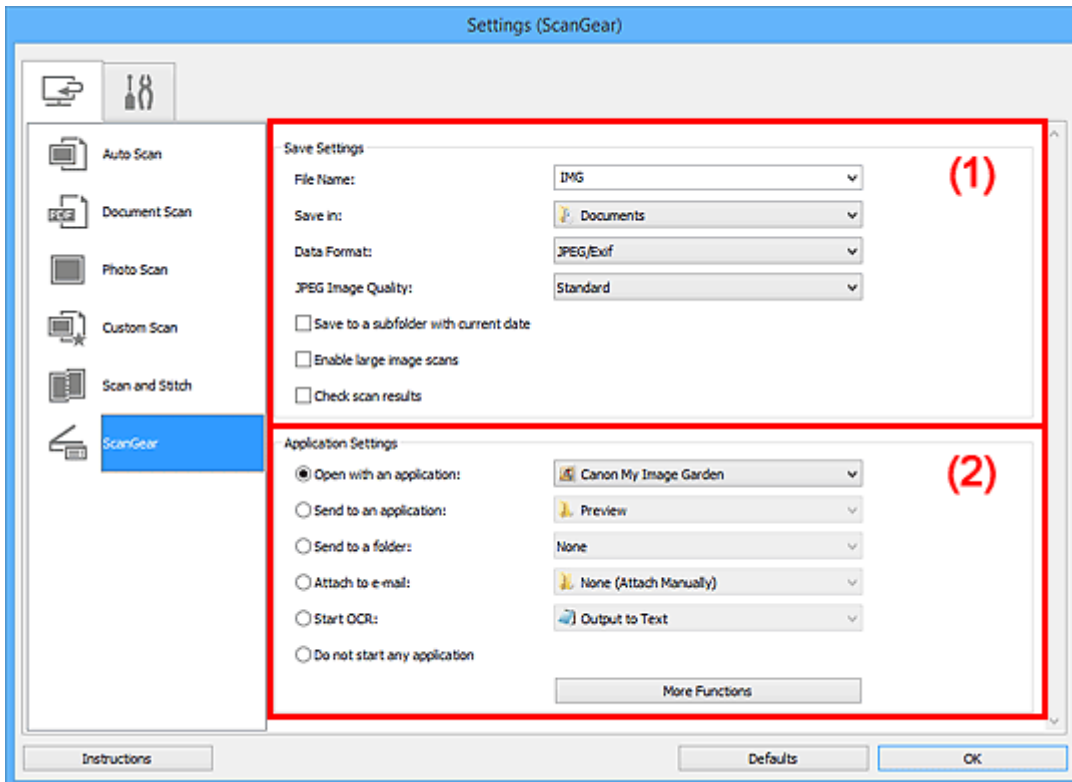 Settings (ScanGear)
Auto Scan
Document Scan
Photo Scan
Custom Scan
Scan and Stitch
ScanGear
Save Settings
(1)
File Name: IMG
Save in: Documents
Data Format: JPEG/Exif
JPEG Image Quality: Standard
Save to a subfolder with current date
Enable large image scans
Check scan results
Application Settings
(2)
Open with an application: Canon My Image Garden
Send to an application: Preview
Send to a folder: None
Attach to e-mail: None (Attach Manually)
Start OCR: Output to Text
Do not start any application
More Functions
Instructions Defaults OK